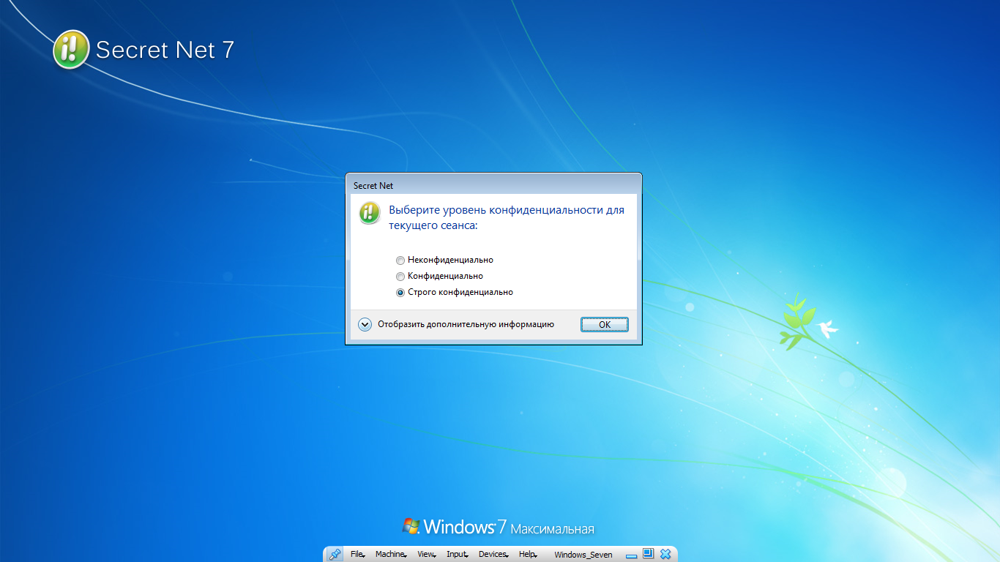 Secret Net 7
Secret Net
Выберите уровень конфиденциальности для
текущего сеанса:
Неконфиденциально
Конфиденциально
Строго конфиденциально
Отобразить дополнительную информацию
OK
Windows 7 Максимальная
File Machine View Input Devices Help Windows_Seven